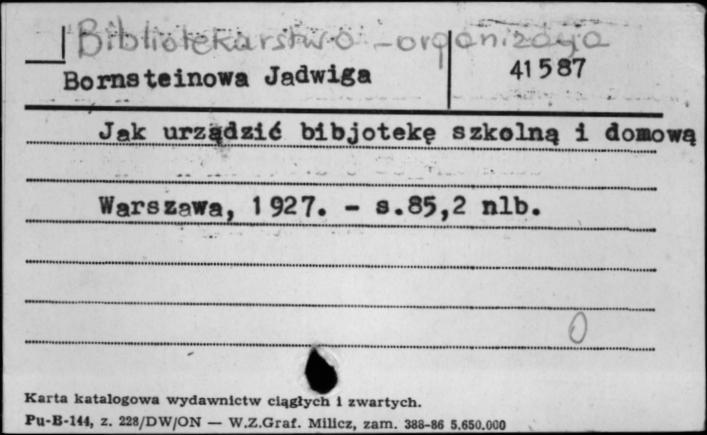 Bibliotekarstwo - organizacja
Bornsteinowa Jadwiga
41587
Jak urządzić bibjotekę szkolną i domową
Warszawa, 1927. - s.85,2 nlb.
0
Karta katalogowa wydawnictw ciągłych i zwartych.
Pu-B-144, z. 228/DW/ON — W.Z.Graf. Milicz, zam. 388-86 5.650.000